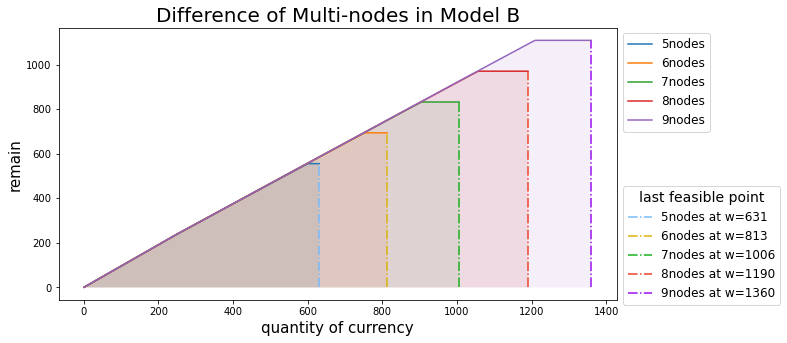 Difference of Multi-nodes in Model B
remain
1000
800
600
400
200
0
0 200 400 600 800 1000 1200 1400
quantity of currency
5nodes
6nodes
7nodes
8nodes
9nodes
last feasible point
5nodes at w=631
6nodes at w=813
7nodes at w=1006
8nodes at w=1190
9nodes at w=1360